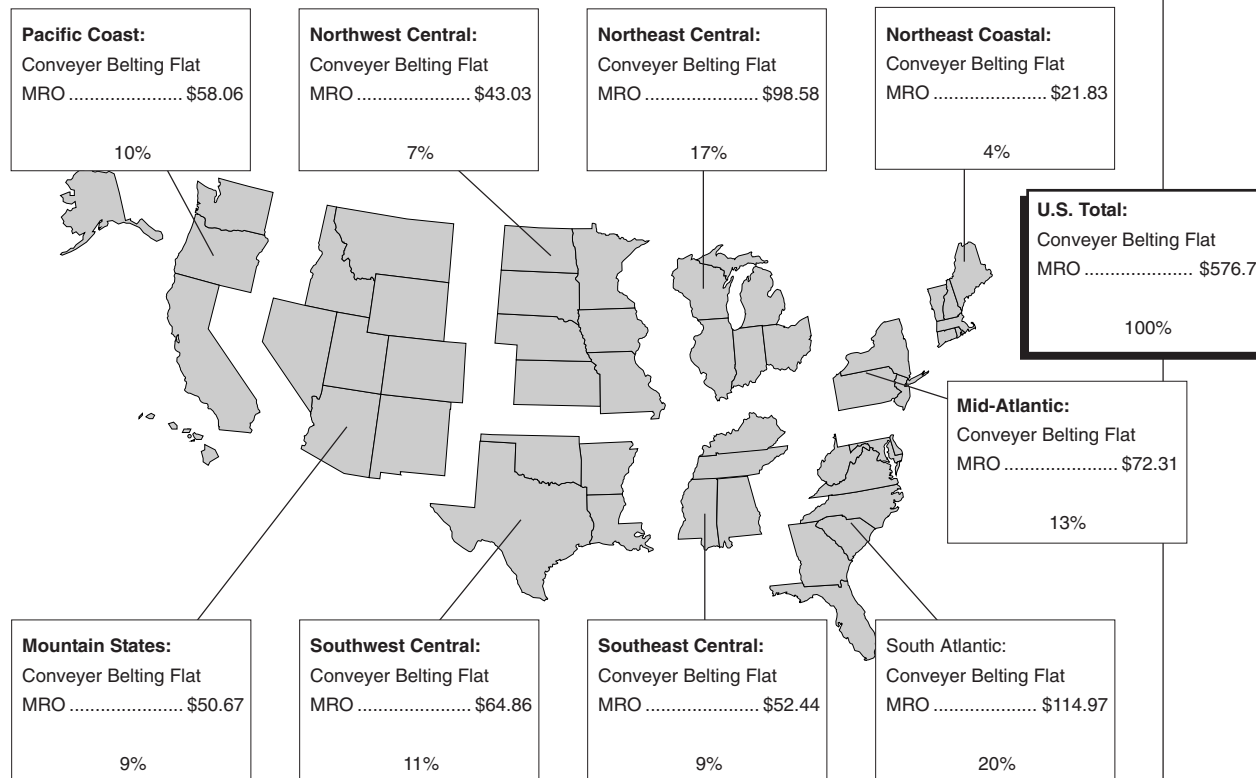 Pacific Coast:
Conveyer Belting Flat
MRO ...................... $58.06
10%
Northwest Central:
Conveyer Belting Flat
MRO ...................... $43.03
7%
Northeast Central:
Conveyer Belting Flat
MRO ...................... $98.58
17%
Northeast Coastal:
Conveyer Belting Flat
MRO ...................... $21.83
4%
U.S. Total:
Conveyer Belting Flat
MRO ..................... $576.7
100%
Mid-Atlantic:
Conveyer Belting Flat
MRO ...................... $72.31
13%
Mountain States:
Conveyer Belting Flat
MRO ...................... $50.67
9%
Southwest Central:
Conveyer Belting Flat
MRO ...................... $64.86
11%
Southeast Central:
Conveyer Belting Flat
MRO ...................... $52.44
9%
South Atlantic:
Conveyer Belting Flat
MRO .................... $114.97
20%